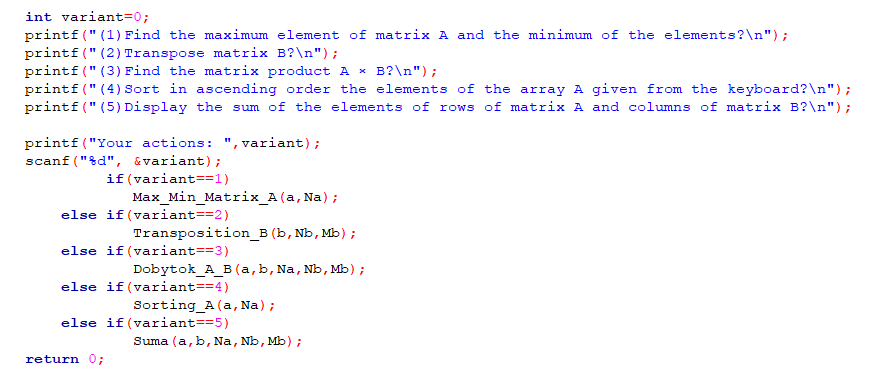 int variant=0;
printf("(1)Find the maximum element of matrix A and the minimum of the elements?\n");
printf("(2)Transpose matrix B?\n");
printf("(3)Find the matrix product A × B?\n");
printf("(4)Sort in ascending order the elements of the array A given from the keyboard?\n");
printf("(5)Display the sum of the elements of rows of matrix A and columns of matrix B?\n");
printf("Your actions: ",variant);
scanf("%d", &variant);
if(variant==1)
Max_Min_Matrix_A(a,Na);
else if(variant==2)
Transposition_B(b,Nb,Mb);
else if(variant==3)
Dobytok_A_B(a,b,Na,Nb,Mb);
else if(variant==4)
Sorting_A(a,Na);
else if(variant==5)
Suma(a,b,Na,Nb,Mb);
return 0;